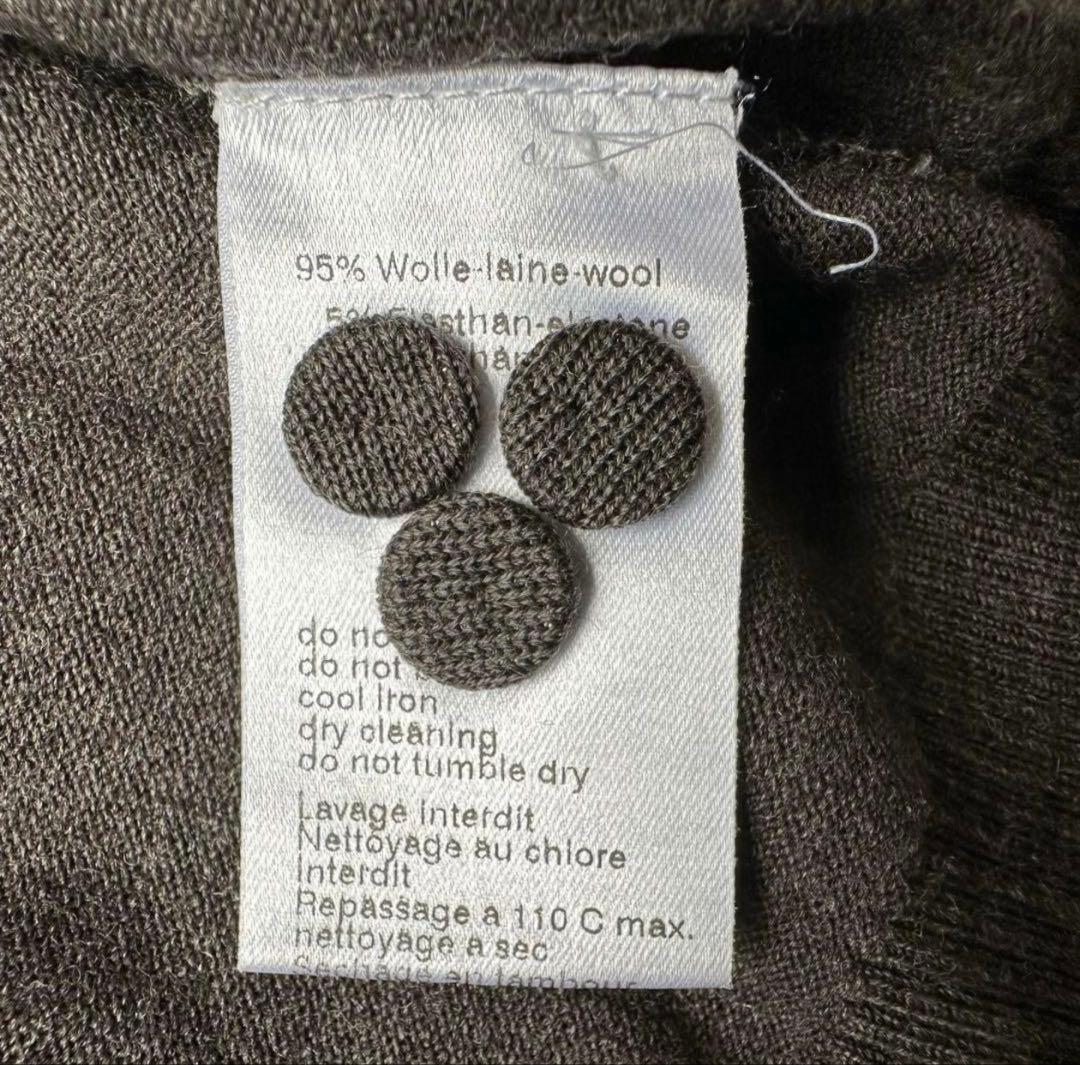 95% Wolle-laine-wool
do
do not
cool Iron
dry cleaning
do not tumble dry
Lavage Interdit
Nettoyage au chlore
Interdit
Repassage a 110 C max.
nettoyage a sec